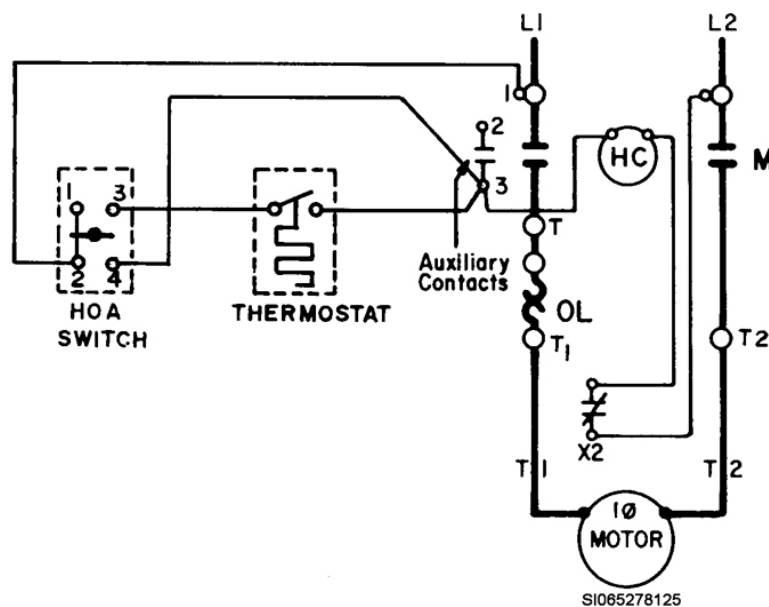 L1
L2
1
2
HC
M
1
3
3
T
Auxiliary
Contacts
2
4
HOA
SWITCH
THERMOSTAT
OL
T1
T2
X2
T1
T2
1Ø
MOTOR
SI065278125